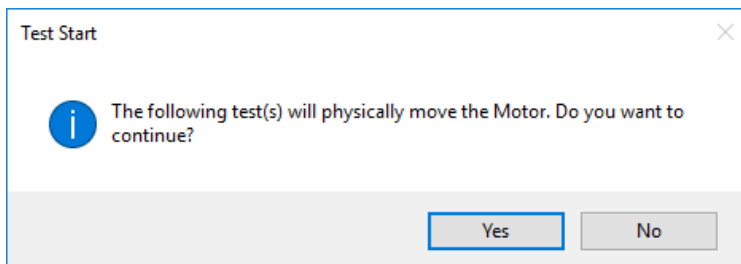 Test Start
The following test(s) will physically move the Motor. Do you want to
continue?
Yes
No